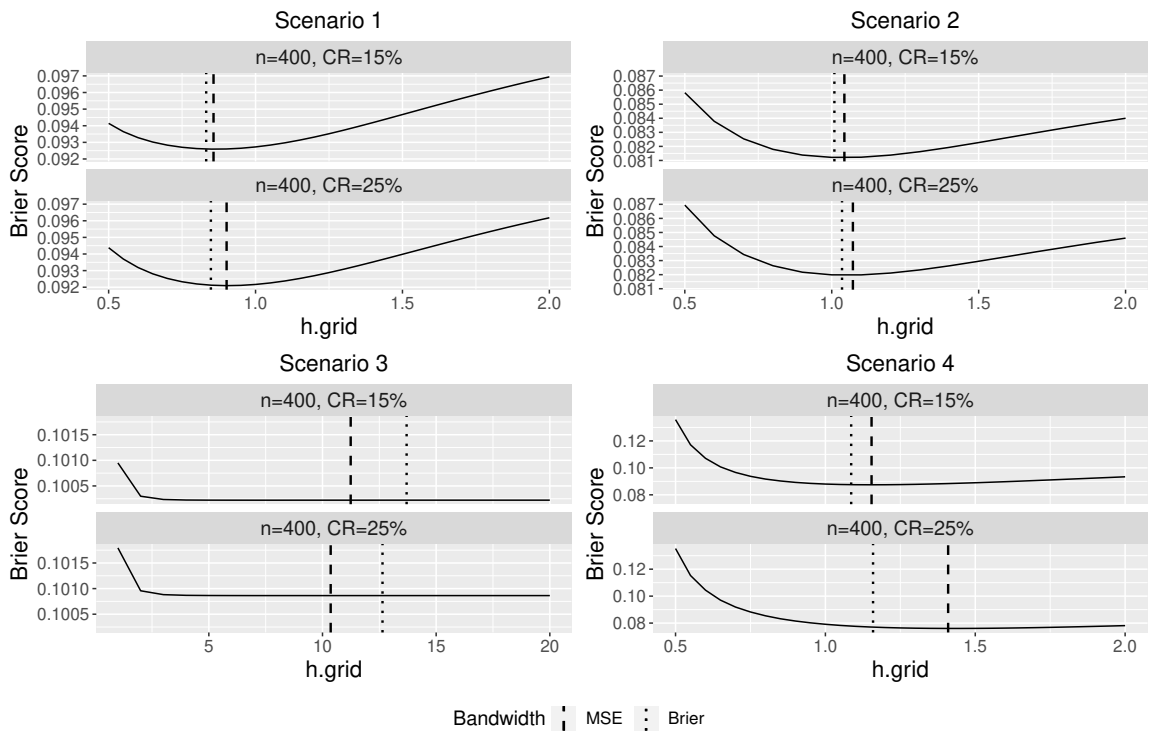 Scenario 1
n=400, CR=15%
0.097
0.096
0.095
0.094
0.093
0.092
n=400, CR=25%
0.097
0.096
0.095
0.094
0.093
0.092
0.5 1.0 1.5 2.0
h.grid
Brier Score
Scenario 2
n=400, CR=15%
0.087
0.086
0.085
0.084
0.083
0.082
0.081
n=400, CR=25%
0.087
0.086
0.085
0.084
0.083
0.082
0.081
0.5 1.0 1.5 2.0
h.grid
Brier Score
Scenario 3
n=400, CR=15%
0.1015
0.1010
0.1005
n=400, CR=25%
0.1015
0.1010
0.1005
5 10 15 20
h.grid
Brier Score
Scenario 4
n=400, CR=15%
0.12
0.10
0.08
n=400, CR=25%
0.12
0.10
0.08
0.5 1.0 1.5 2.0
h.grid
Brier Score
Bandwidth MSE Brier